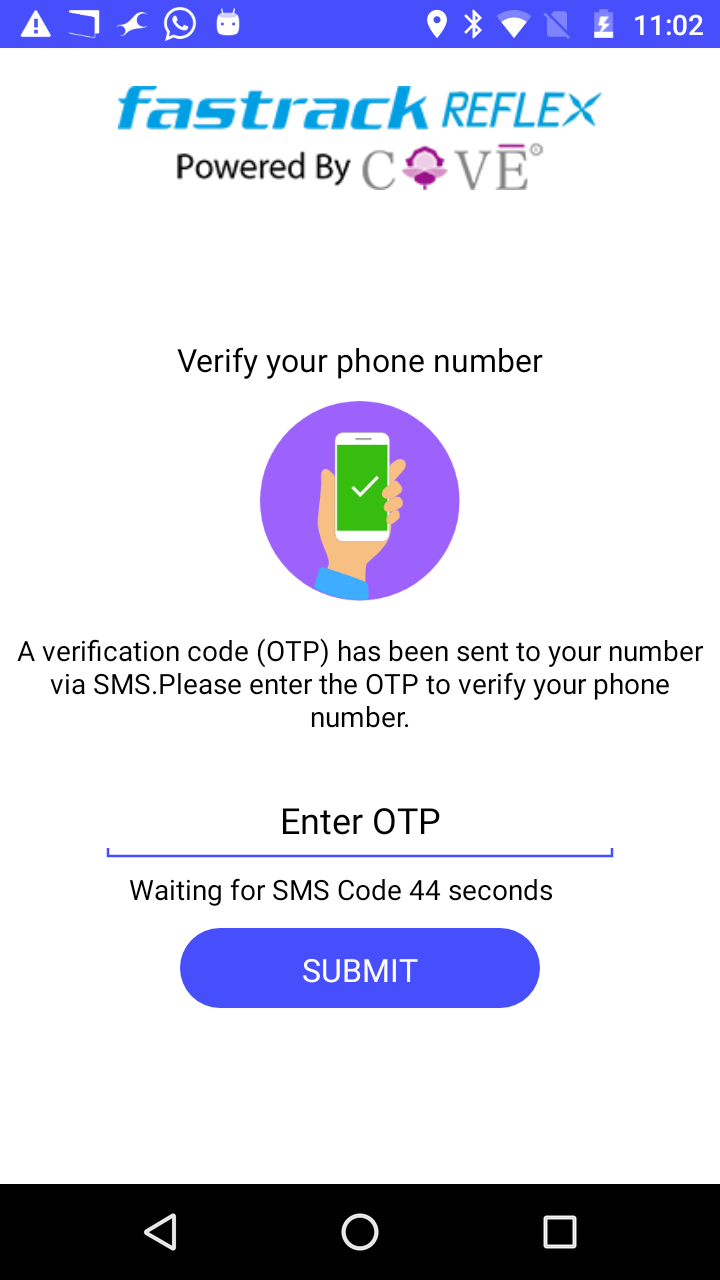 11:02
fastrack REFLEX
Powered By COVE®
Verify your phone number
A verification code (OTP) has been sent to your number
via SMS.Please enter the OTP to verify your phone
number.
Enter OTP
Waiting for SMS Code 44 seconds
SUBMIT